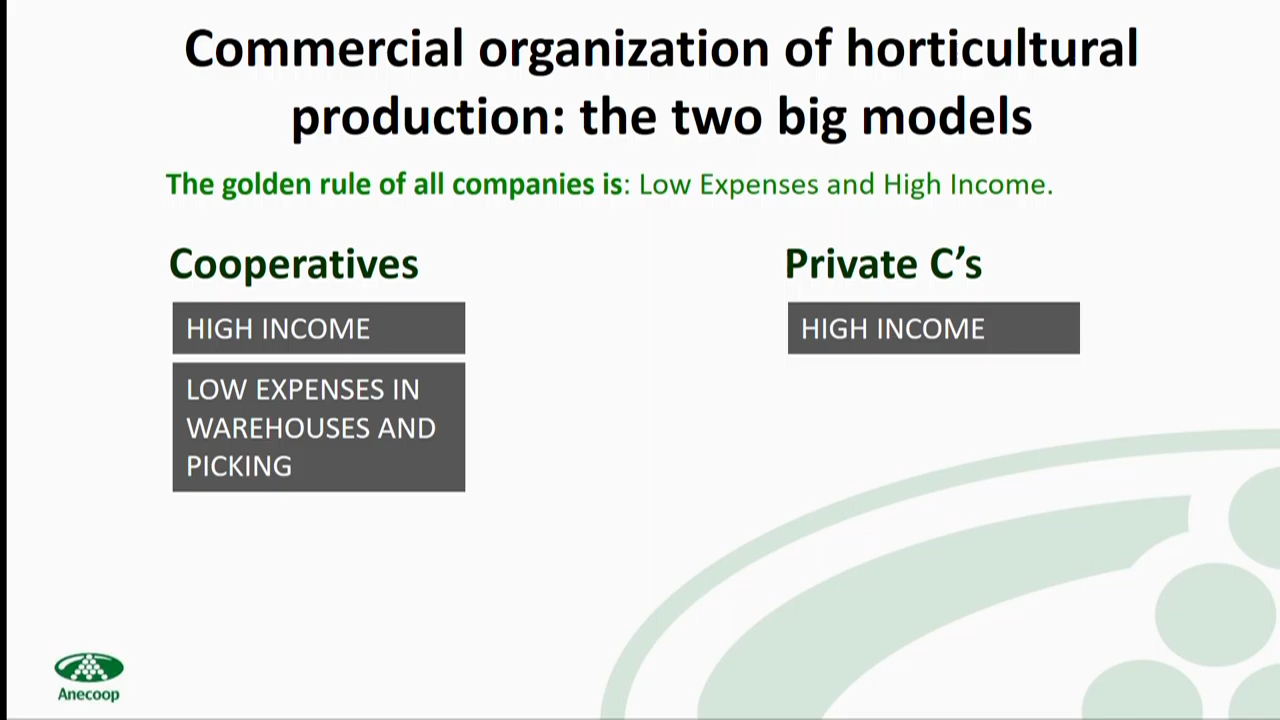 Commercial organization of horticultural
production: the two big models
The golden rule of all companies is: Low Expenses and High Income.
Cooperatives
HIGH INCOME
LOW EXPENSES IN
WAREHOUSES AND
PICKING
Private C’s
HIGH INCOME
Anecoop